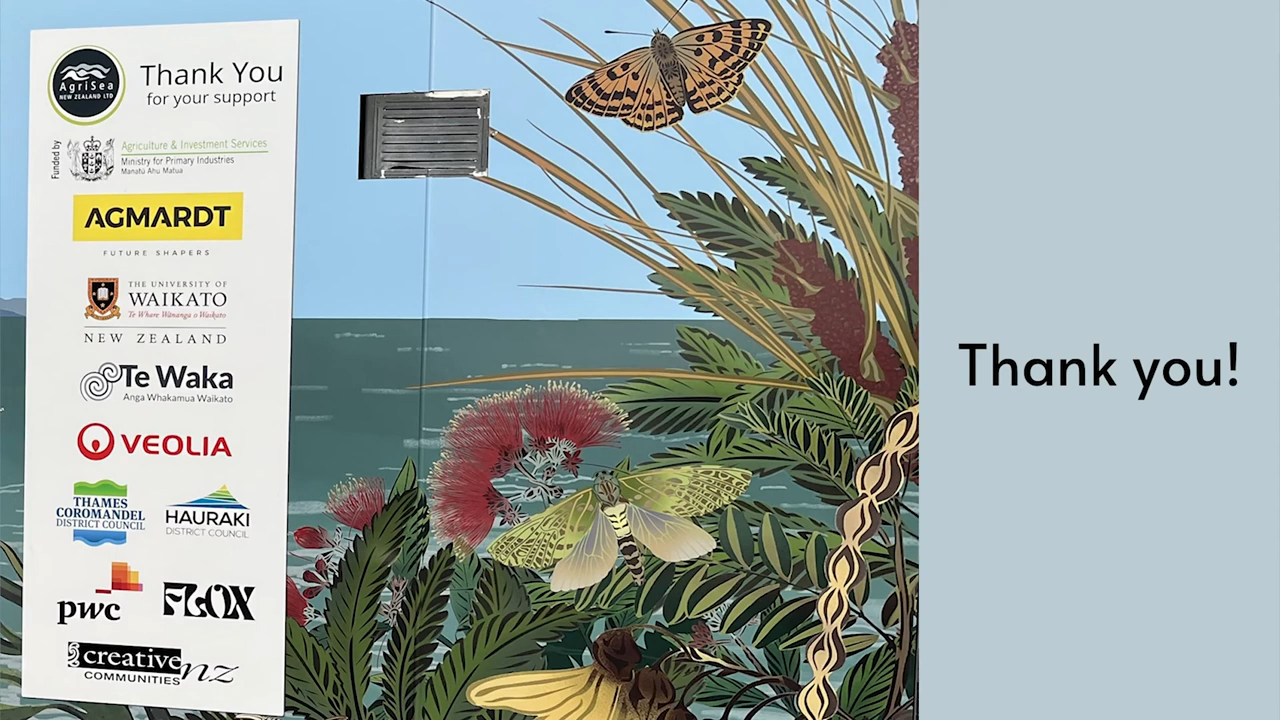 AgriSea
NEW ZEALAND LTD
Thank You
for your support
Funded by
Agriculture & Investment Services
Ministry for Primary Industries
Manatū Ahu Matua
AGMARDT
FUTURE SHAPERS
THE UNIVERSITY OF
WAIKATO
Te Whare Wānanga o Waikato
NEW ZEALAND
Te Waka
Anga Whakamua Waikato
VEOLIA
THAMES
COROMANDEL
DISTRICT COUNCIL
HAURAKI
DISTRICT COUNCIL
pwc
FLOX
creative nz
COMMUNITIES
Thank you!